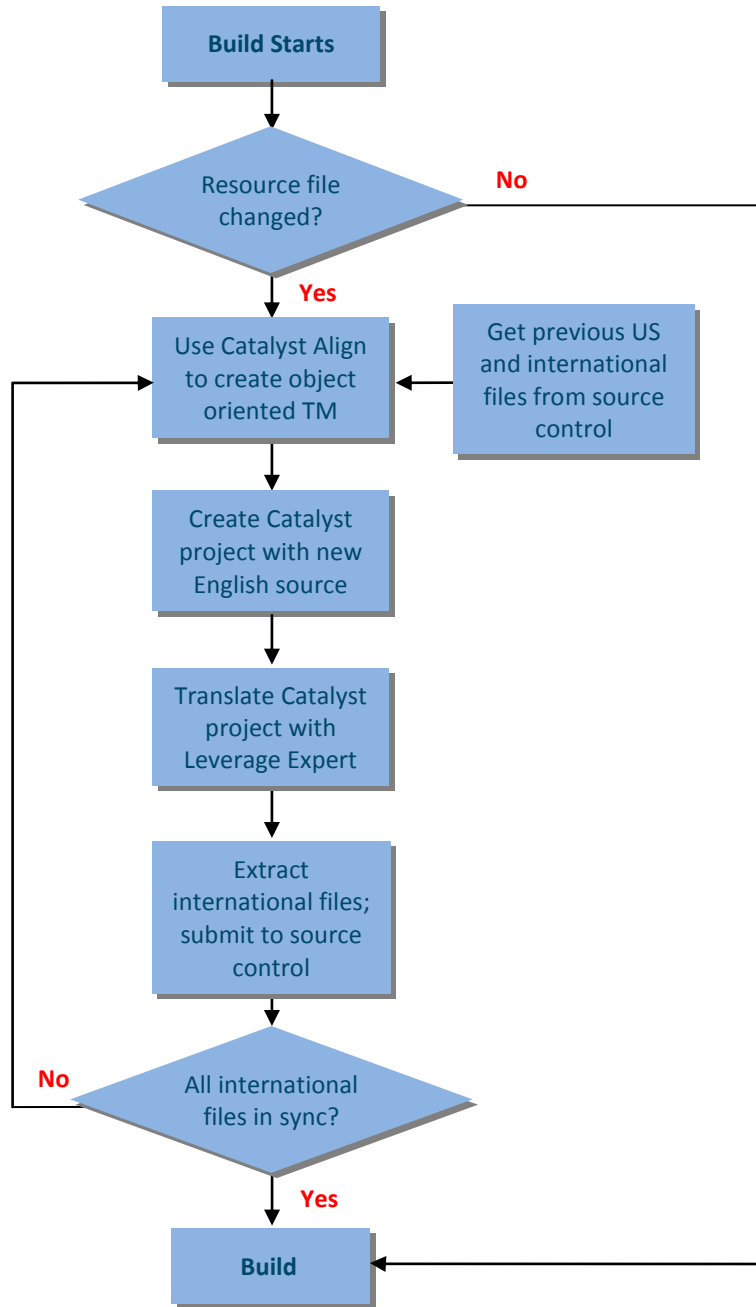 Build Starts
Resource file
changed?
No
Yes
Use Catalyst Align
to create object
oriented TM
Get previous US
and international
files from source
control
Create Catalyst
project with new
English source
Translate Catalyst
project with
Leverage Expert
Extract
international files;
submit to source
control
No
All international
files in sync?
Yes
Build